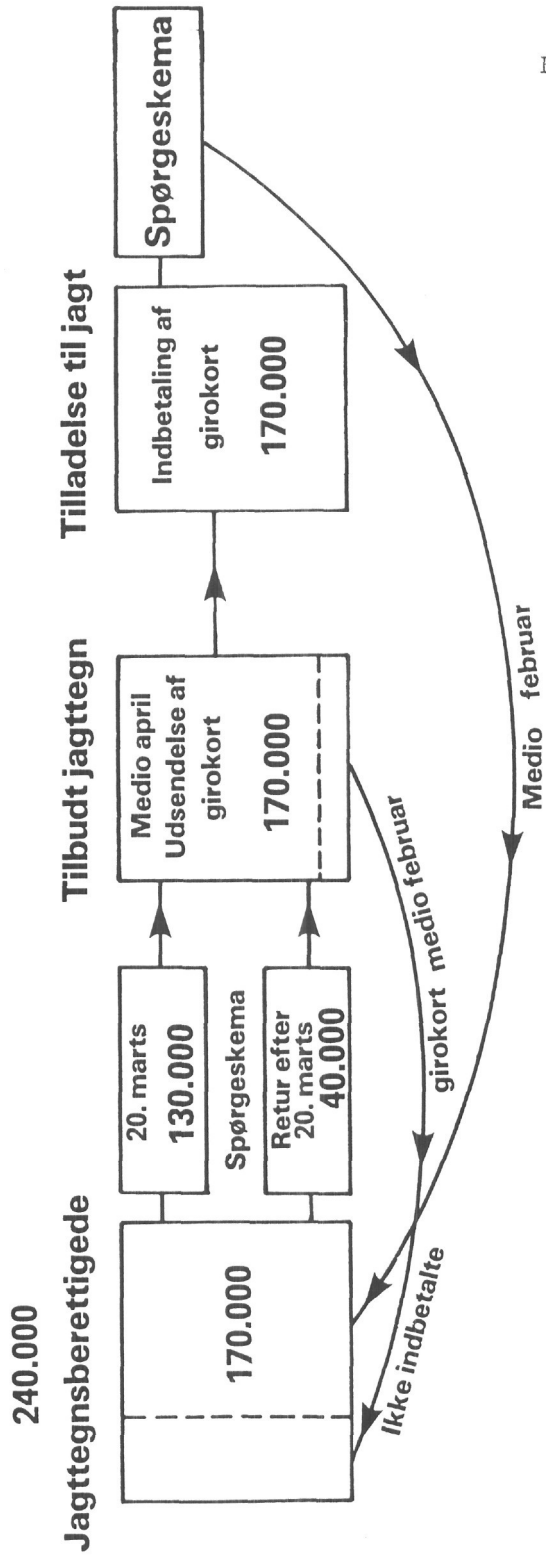 240.000
Jagttegnsberettigede
170.000
20. marts
130.000
Spørgeskema
Retur efter
20. marts
40.000
Tilbudt jagttegn
Medio april
Udsendelse af
girokort
170.000
Tilladelse til jagt
Indbetaling af
girokort
170.000
Spørgeskema
Ikke indbetalte
girokort medio februar
Medio februar